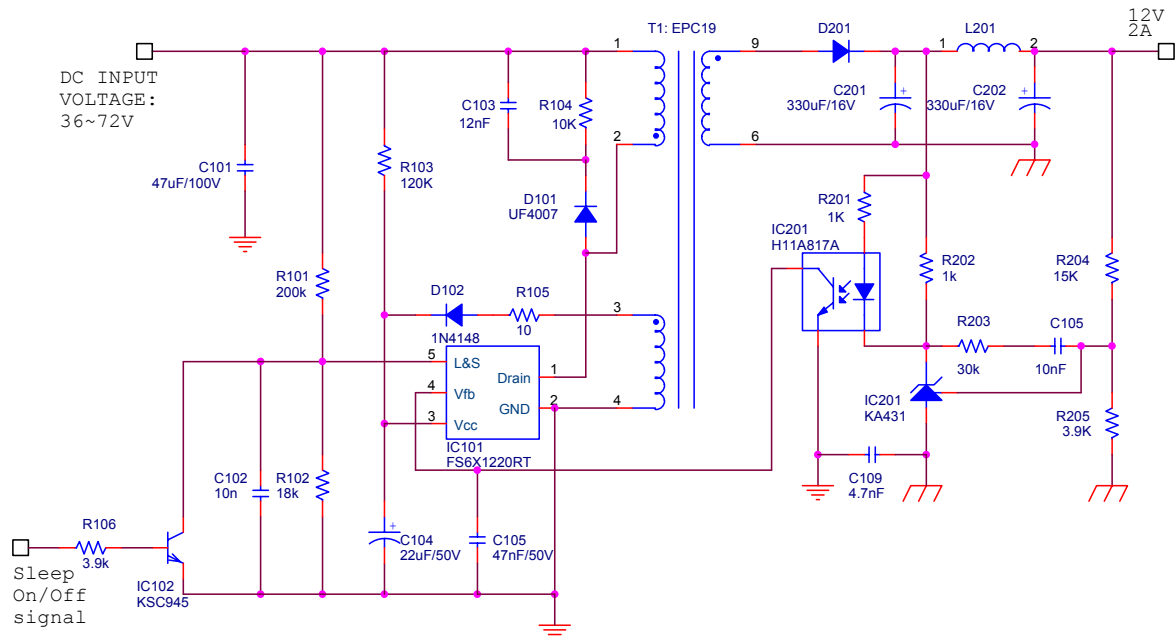 T1: EPC19
12V
2A
DC INPUT
VOLTAGE:
36~72V
1
2
9
6
D201
1
L201
2
C201
330uF/16V
C202
330uF/16V
C103
12nF
R104
10K
C101
47uF/100V
R103
120K
D101
UF4007
R201
1K
IC201
H11A817A
R202
1k
R204
15K
R101
200k
D102
1N4148
R105
10
3
4
5
L&S
4
Vfb
3
Vcc
Drain
1
GND
2
IC101
FS6X1220RT
R203
30k
C105
10nF
IC201
KA431
R205
3.9K
C109
4.7nF
C102
10n
R102
18k
C104
22uF/50V
+
C105
47nF/50V
+
+
R106
3.9k
IC102
KSC945
Sleep
On/Off
signal